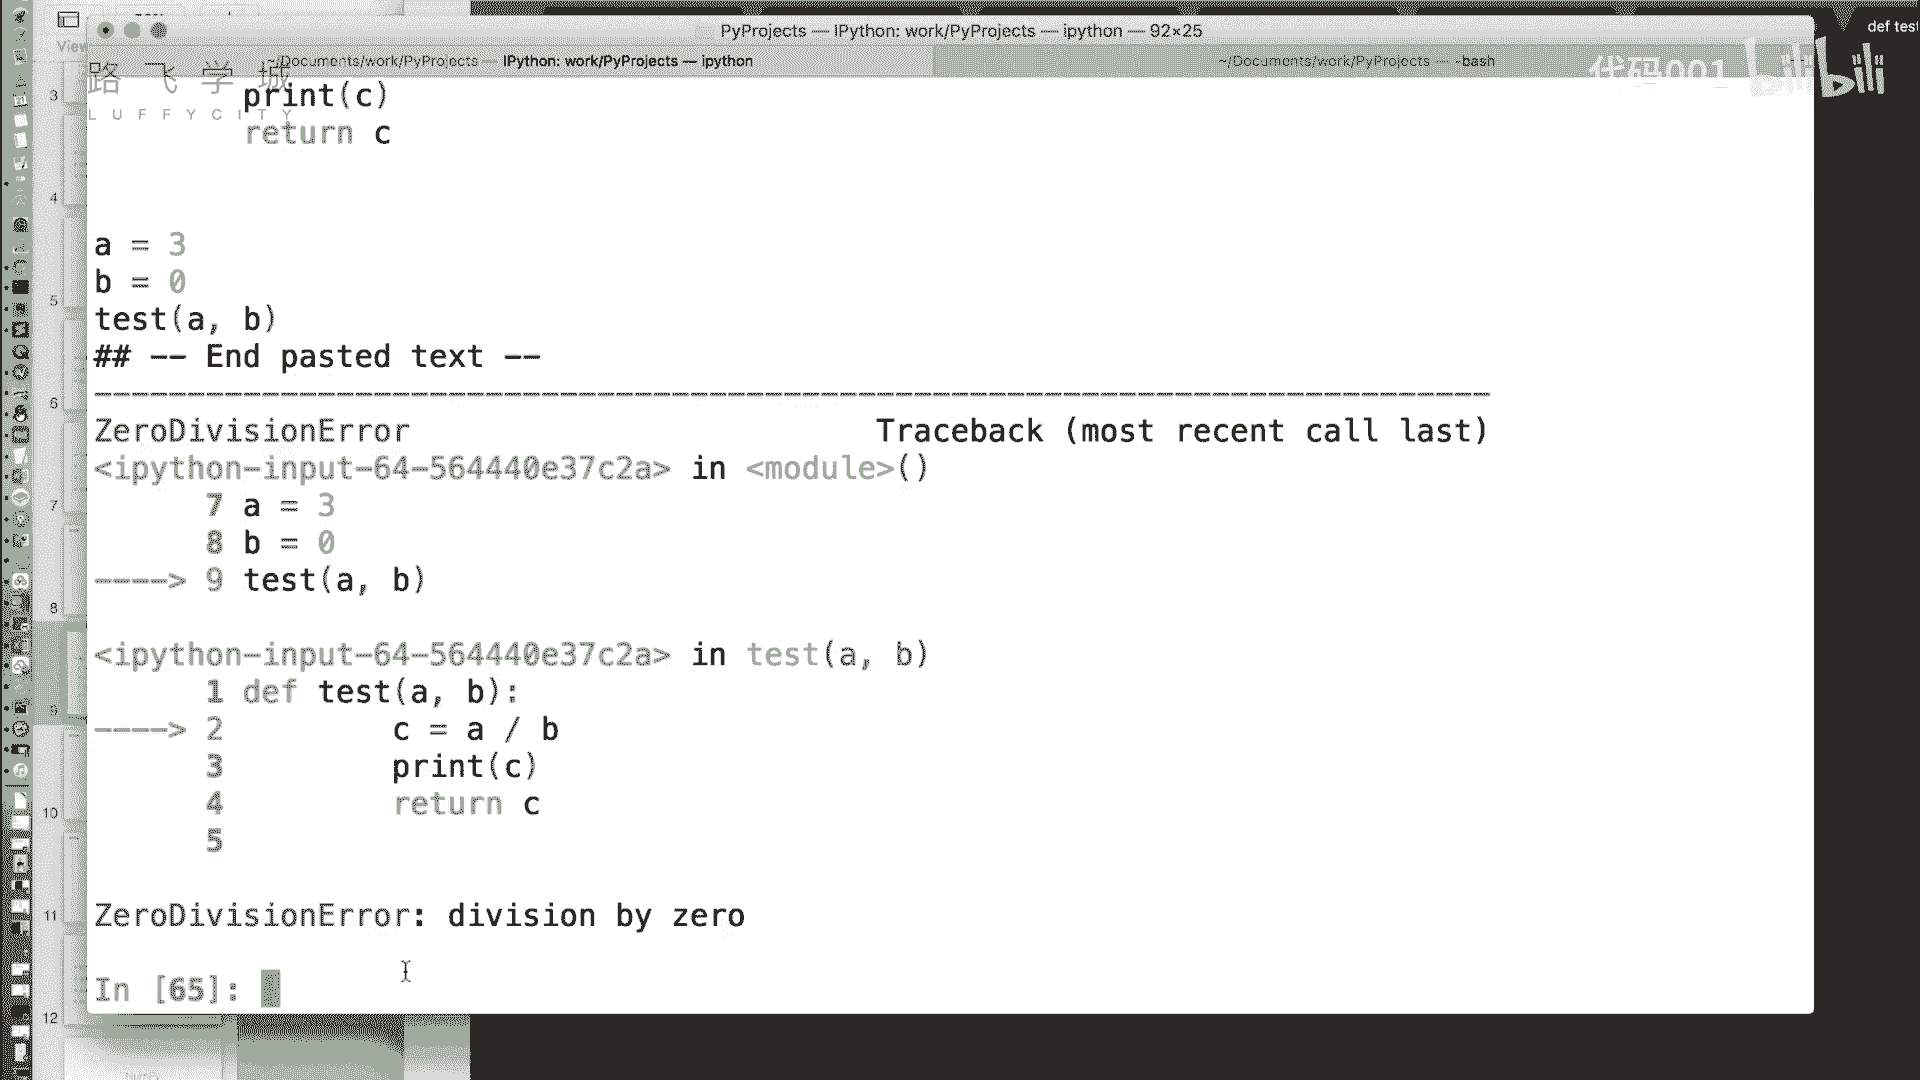 PyProjects — IPython: work/PyProjects — ipython — 92×25
def test
~/Documents/work/PyProjects — IPython: work/PyProjects — ipython
~/Documents/work/PyProjects — -bash
代码001 bilibili
路飞学城
LUFFYCITY
View
print(c)
return c
a = 3
b = 0
test(a, b)
## -- End pasted text --
---------------------------------------------------------------------------
ZeroDivisionError Traceback (most recent call last)
<ipython-input-64-564440e37c2a> in <module>()
7 a = 3
8 b = 0
----> 9 test(a, b)
<ipython-input-64-564440e37c2a> in test(a, b)
1 def test(a, b):
----> 2 c = a / b
3 print(c)
4 return c
5
ZeroDivisionError: division by zero
In [65]:
3
4
5
6
7
8
9
10
11
12
NumPy